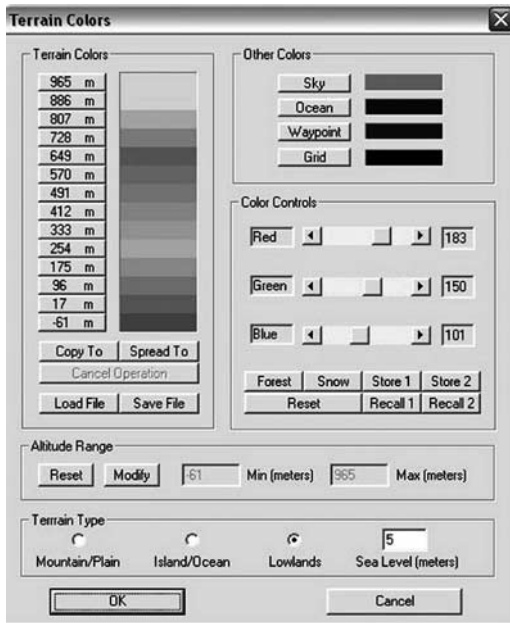 Terrain Colors
Terrain Colors
965 m
886 m
807 m
728 m
649 m
570 m
491 m
412 m
333 m
254 m
175 m
96 m
17 m
-61 m
Copy To Spread To
Cancel Operation
Load File Save File
Other Colors
Sky
Ocean
Waypoint
Grid
Color Controls
Red 183
Green 150
Blue 101
Forest Snow Store 1 Store 2
Reset Recall 1 Recall 2
Altitude Range
Reset Modify -61 Min (meters) 965 Max (meters)
Terrrain Type
Mountain/Plain Island/Ocean Lowlands 5 Sea Level (meters)
OK Cancel